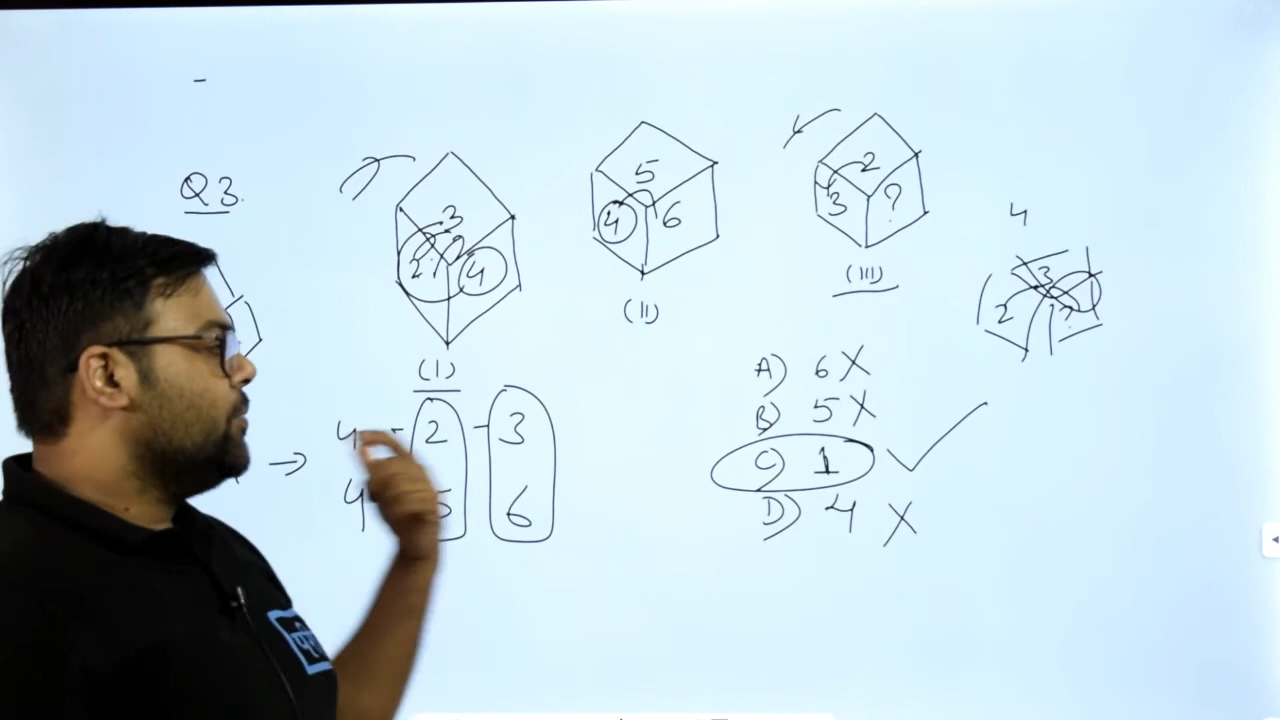 Q3.
3
2
4
(I)
5
4 6
(II)
2
3 ?
(III)
4
3
2 ?
4 - 2 - 3
4 5 6
A) 6 X
B) 5 X
C) 1
D) 4 X